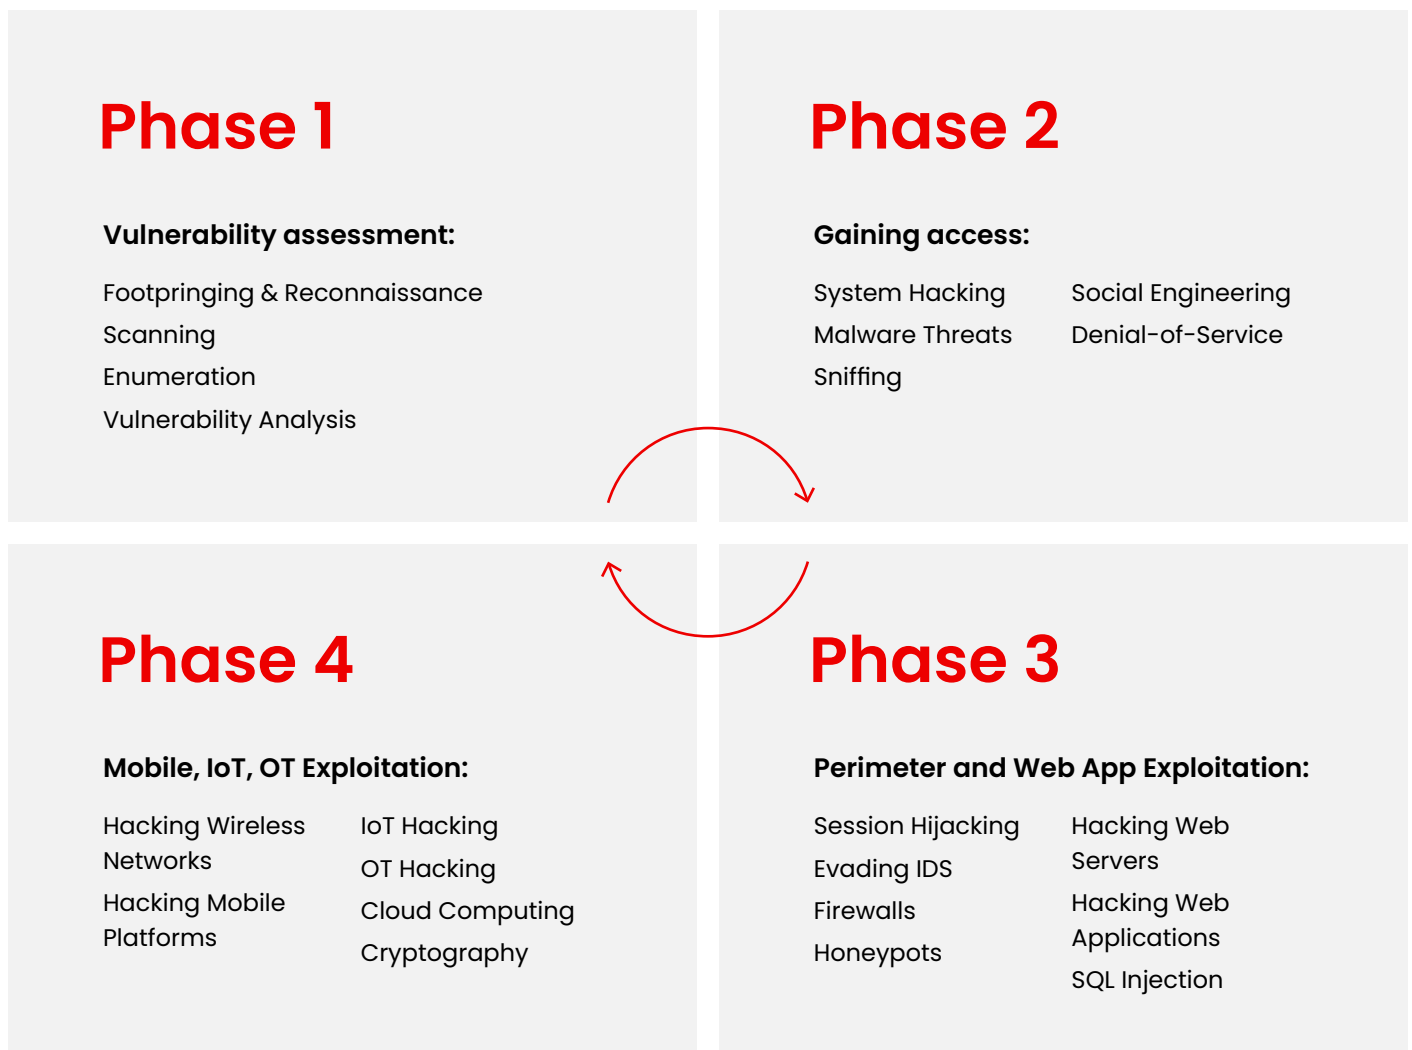 Phase 1
Vulnerability assessment:
Footpringing & Reconnaissance
Scanning
Enumeration
Vulnerability Analysis
Phase 2
Gaining access:
System Hacking
Malware Threats
Sniffing
Social Engineering
Denial-of-Service
Phase 4
Mobile, IoT, OT Exploitation:
Hacking Wireless
Networks
Hacking Mobile
Platforms
IoT Hacking
OT Hacking
Cloud Computing
Cryptography
Phase 3
Perimeter and Web App Exploitation:
Session Hijacking
Evading IDS
Firewalls
Honeypots
Hacking Web
Servers
Hacking Web
Applications
SQL Injection